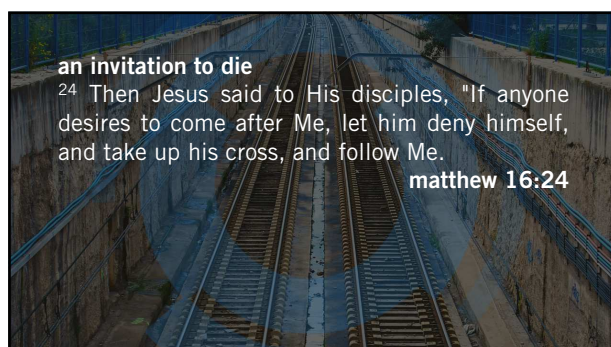 an invitation to die
24 Then Jesus said to His disciples, "If anyone
desires to come after Me, let him deny himself,
and take up his cross, and follow Me.
matthew 16:24